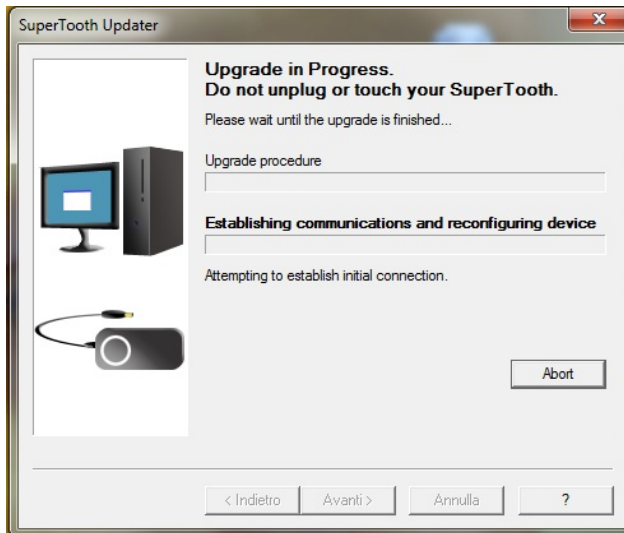 SuperTooth Updater
Upgrade in Progress.
Do not unplug or touch your SuperTooth.
Please wait until the upgrade is finished...
Upgrade procedure
Establishing communications and reconfiguring device
Attempting to establish initial connection.
Abort
< Indietro
Avanti >
Annulla
?